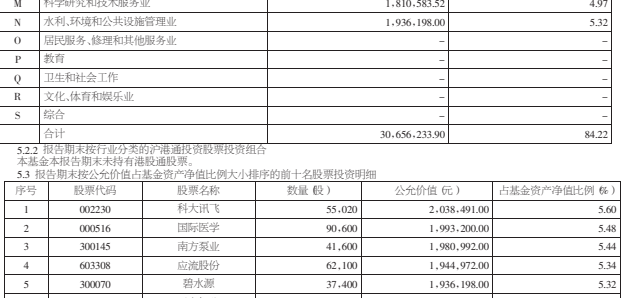 M 科学研究和技术服务业 1,810,583.52 4.97
N 水利、环境和公共设施管理业 1,936,198.00 5.32
O 居民服务、修理和其他服务业 – –
P 教育 – –
Q 卫生和社会工作 – –
R 文化、体育和娱乐业 – –
S 综合 – –
合计 30,656,233.90 84.22
5.2.2 报告期末按行业分类的沪港通投资股票投资组合
本基金本报告期末未持有港股通股票。
5.3 报告期末按公允价值占基金资产净值比例大小排序的前十名股票投资明细
序号 股票代码 股票名称 数量(股) 公允价值(元) 占基金资产净值比例(%)
1 002230 科大讯飞 55,020 2,038,491.00 5.60
2 000516 国际医学 90,600 1,993,200.00 5.48
3 300145 南方泵业 41,600 1,980,992.00 5.44
4 603308 应流股份 62,100 1,944,972.00 5.34
5 300070 碧水源 37,400 1,936,198.00 5.32